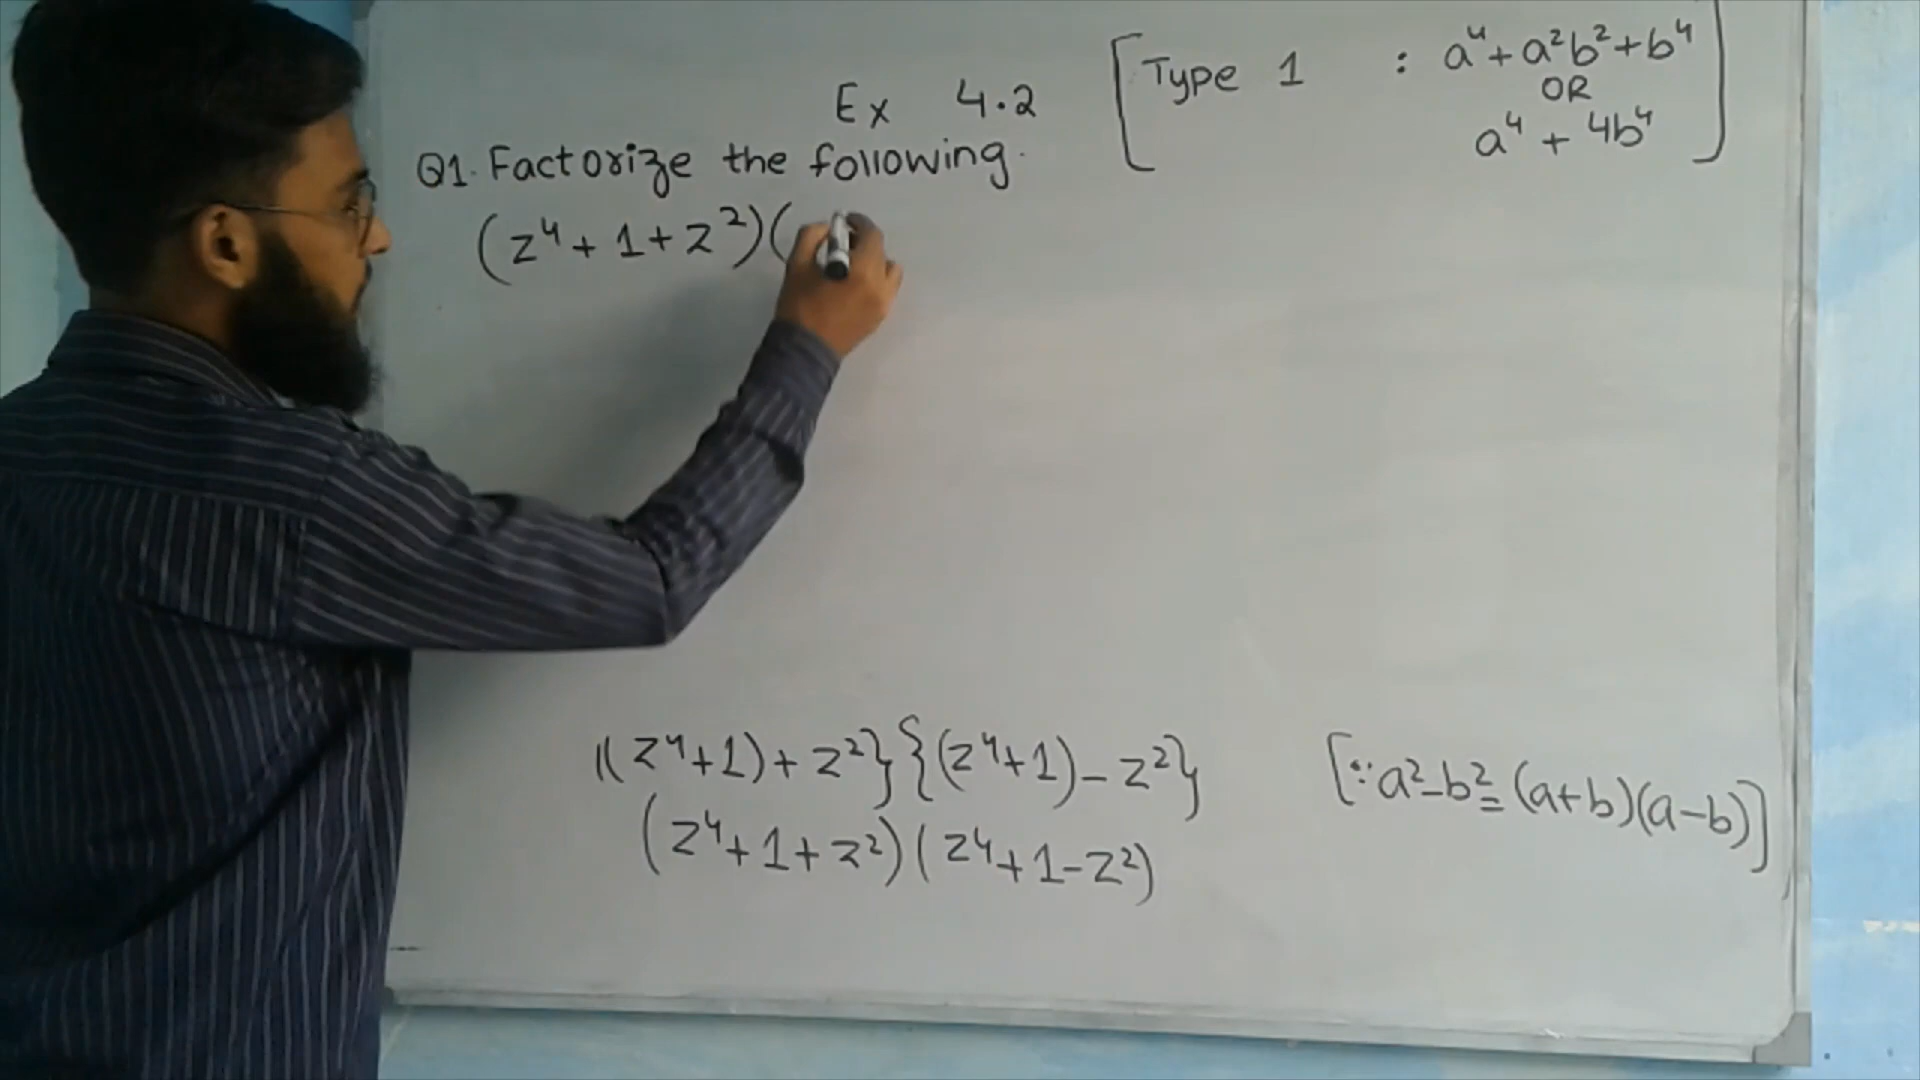 Ex 4.2
[Type 1 : a⁴+a²b²+b⁴
OR
a⁴ + 4b⁴]
Q1. Factorize the following.
(z⁴+1+z²)(
((z⁴+1)+z²}{(z⁴+1)-z²} [∵a²-b²=(a+b)(a-b)]
(z⁴+1+z²)(z⁴+1-z²)